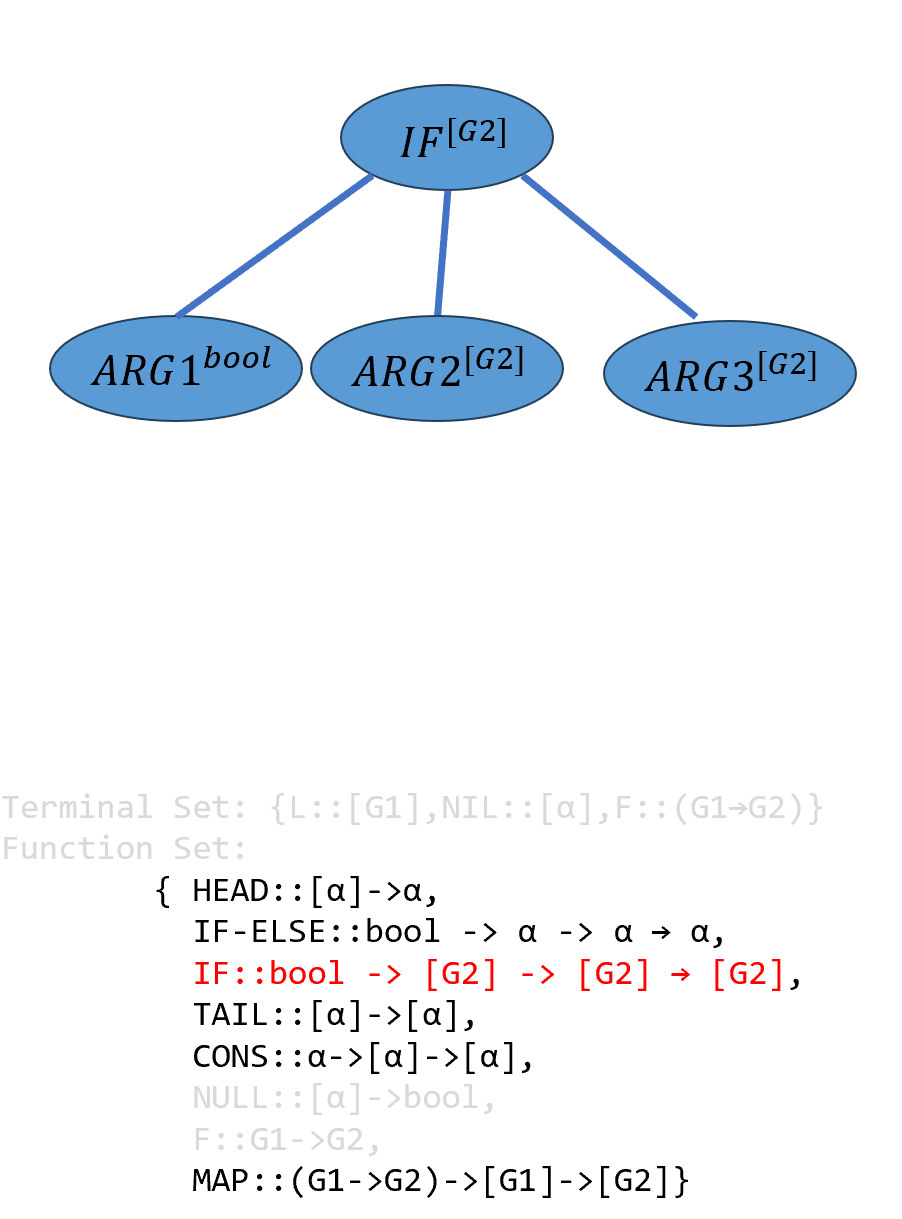 IF^[G2]
ARG1^bool ARG2^[G2] ARG3^[G2]
Terminal Set: {L::[G1],NIL::[α],F::(G1→G2)}
Function Set:
{ HEAD::[α]->α,
IF-ELSE::bool -> α -> α → α,
IF::bool -> [G2] -> [G2] → [G2],
TAIL::[α]->[α],
CONS::α->[α]->[α],
NULL::[α]->bool,
F::G1->G2,
MAP::(G1->G2)->[G1]->[G2]}